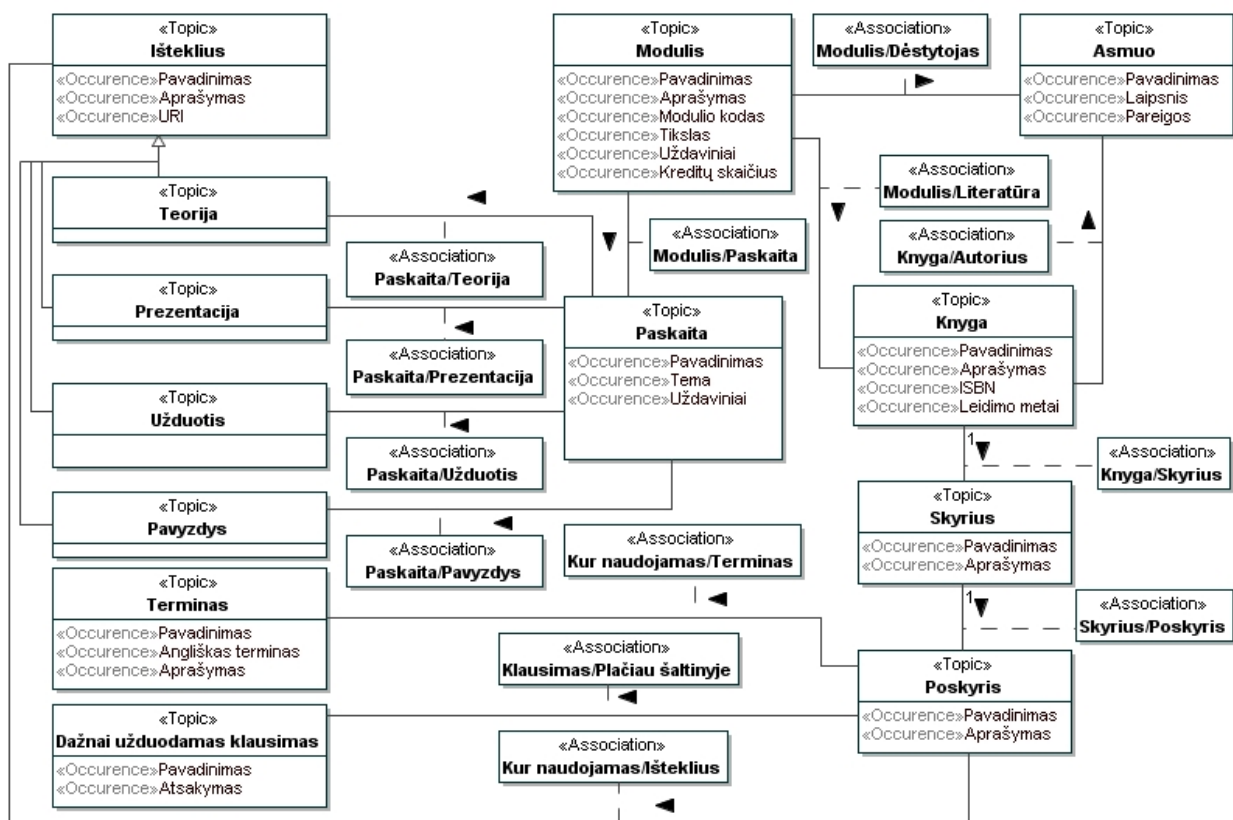 «Topic»
Išteklius
«Occurence»Pavadinimas
«Occurence»Aprašymas
«Occurence»URI
«Topic»
Modulis
«Occurence»Pavadinimas
«Occurence»Aprašymas
«Occurence»Modulio kodas
«Occurence»Tikslas
«Occurence»Uždaviniai
«Occurence»Kreditų skaičius
«Association»
Modulis/Dėstytojas
«Topic»
Asmuo
«Occurence»Pavadinimas
«Occurence»Laipsnis
«Occurence»Pareigos
«Topic»
Teorija
«Association»
Paskaita/Teorija
«Association»
Modulis/Paskaita
«Association»
Modulis/Literatūra
«Association»
Knyga/Autorius
«Topic»
Prezentacija
«Association»
Paskaita/Prezentacija
«Topic»
Paskaita
«Occurence»Pavadinimas
«Occurence»Tema
«Occurence»Uždaviniai
«Topic»
Knyga
«Occurence»Pavadinimas
«Occurence»Aprašymas
«Occurence»ISBN
«Occurence»Leidimo metai
«Topic»
Užduotis
«Association»
Paskaita/Užduotis
1
«Association»
Knyga/Skyrius
«Topic»
Pavyzdys
«Association»
Paskaita/Pavyzdys
«Association»
Kur naudojamas/Terminas
«Topic»
Skyrius
«Occurence»Pavadinimas
«Occurence»Aprašymas
1
«Association»
Skyrius/Poskyris
«Topic»
Terminas
«Occurence»Pavadinimas
«Occurence»Angliškas terminas
«Occurence»Aprašymas
«Association»
Klausimas/Plačiau šaltinyje
«Topic»
Poskyris
«Occurence»Pavadinimas
«Occurence»Aprašymas
«Topic»
Dažnai užduodamas klausimas
«Occurence»Pavadinimas
«Occurence»Atsakymas
«Association»
Kur naudojamas/Išteklius